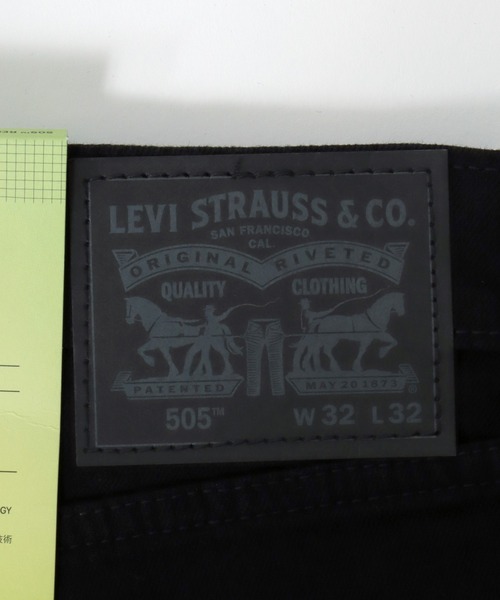 LEVI STRAUSS & CO.
SAN FRANCISCO
CAL.
ORIGINAL RIVETED
QUALITY CLOTHING
PATENTED MAY 20 1873
505™ W 32 L 32
GY
術